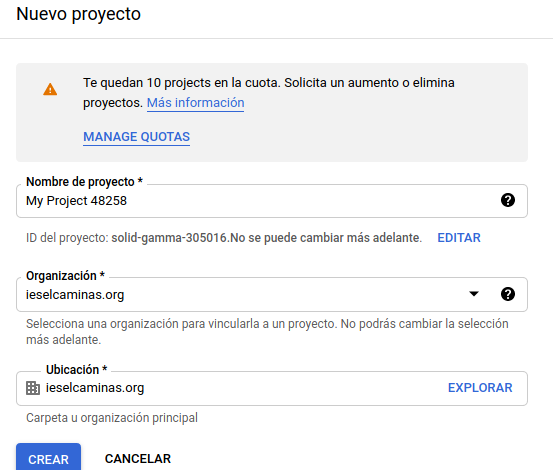 Nuevo proyecto
Te quedan 10 projects en la cuota. Solicita un aumento o elimina
proyectos. Más información
MANAGE QUOTAS
Nombre de proyecto *
My Project 48258
ID del proyecto: solid-gamma-305016.No se puede cambiar más adelante. EDITAR
Organización *
ieselcaminas.org
Selecciona una organización para vincularla a un proyecto. No podrás cambiar la selección
más adelante.
Ubicación *
ieselcaminas.org EXPLORAR
Carpeta u organización principal
CREAR CANCELAR